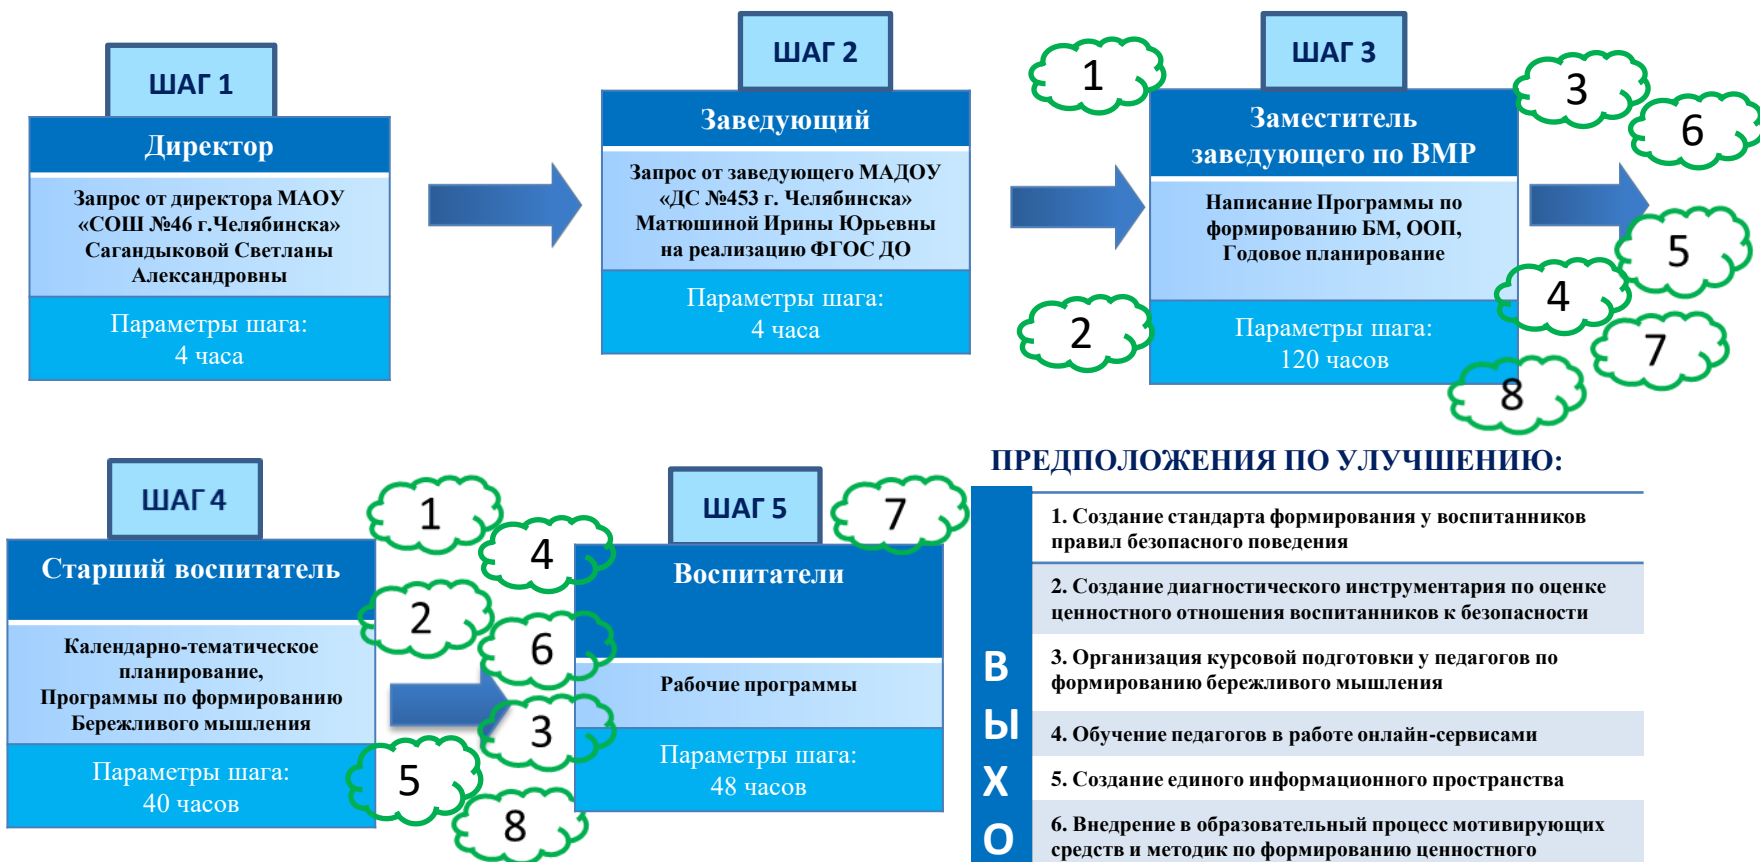 ШАГ 1
Директор
Запрос от директора МАОУ
«СОШ №46 г.Челябинска»
Сагандыковой Светланы
Александровны
Параметры шага:
4 часа
ШАГ 2
Заведующий
Запрос от заведующего МАДОУ
«ДС №453 г. Челябинска»
Матюшиной Ирины Юрьевны
на реализацию ФГОС ДО
Параметры шага:
4 часа
1
2
ШАГ 3
Заместитель
заведующего по ВМР
Написание Программы по
формированию БМ, ООП,
Годовое планирование
Параметры шага:
120 часов
3
6
5
4
7
8
ШАГ 4
Старший воспитатель
Календарно-тематическое
планирование,
Программы по формированию
Бережливого мышления
Параметры шага:
40 часов
1
4
2
6
3
5
8
ШАГ 5
Воспитатели
Рабочие программы
Параметры шага:
48 часов
7
ПРЕДПОЛОЖЕНИЯ ПО УЛУЧШЕНИЮ:
В
Ы
Х
О
1. Создание стандарта формирования у воспитанников
правил безопасного поведения
2. Создание диагностического инструментария по оценке
ценностного отношения воспитанников к безопасности
3. Организация курсовой подготовки у педагогов по
формированию бережливого мышления
4. Обучение педагогов в работе онлайн-сервисами
5. Создание единого информационного пространства
6. Внедрение в образовательный процесс мотивирующих
средств и методик по формированию ценностного